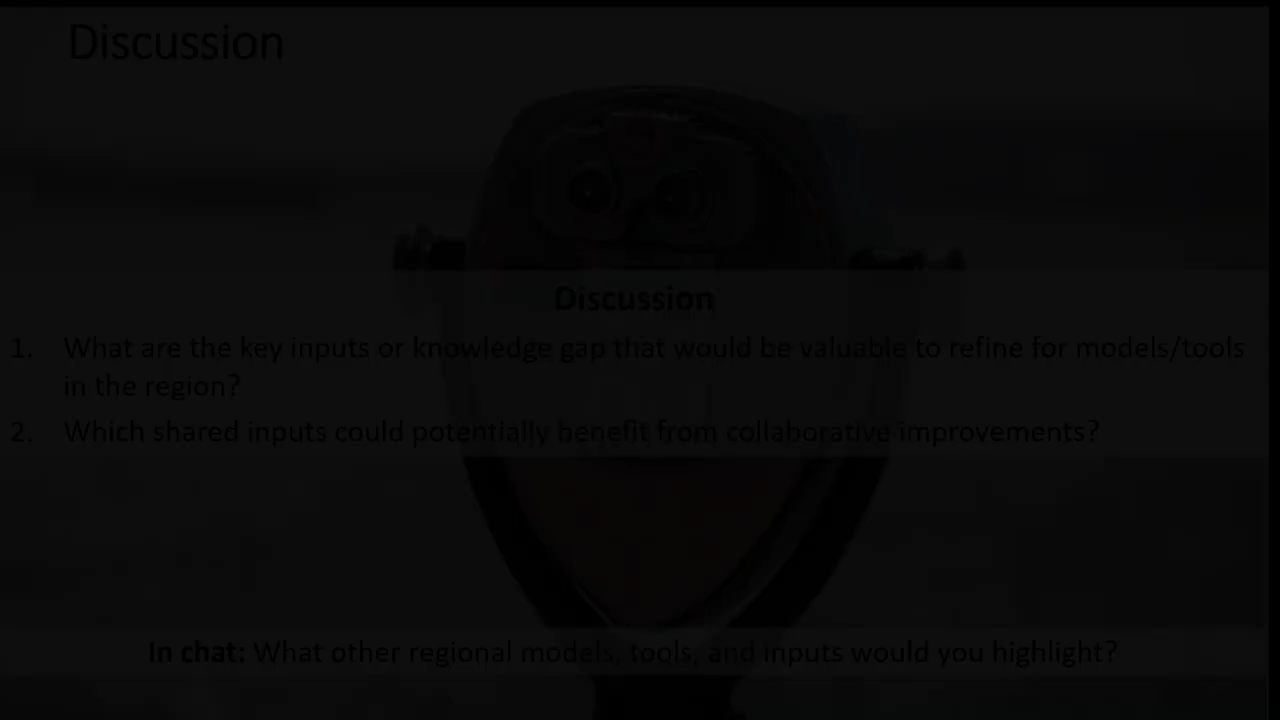 Discussion
Discussion
1. What are the key inputs or knowledge gap that would be valuable to refine for models/tools
in the region?
2. Which shared inputs could potentially benefit from collaborative improvements?
In chat: What other regional models, tools, and inputs would you highlight?